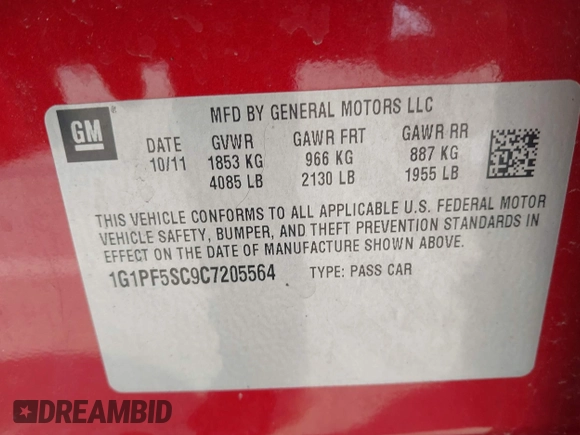 GM
MFD BY GENERAL MOTORS LLC
DATE GVWR GAWR FRT GAWR RR
10/11 1853 KG 966 KG 887 KG
4085 LB 2130 LB 1955 LB
THIS VEHICLE CONFORMS TO ALL APPLICABLE U.S. FEDERAL MOTOR
VEHICLE SAFETY, BUMPER, AND THEFT PREVENTION STANDARDS IN
EFFECT ON THE DATE OF MANUFACTURE SHOWN ABOVE.
1G1PF5SC9C7205564 TYPE: PASS CAR
DREAMBID